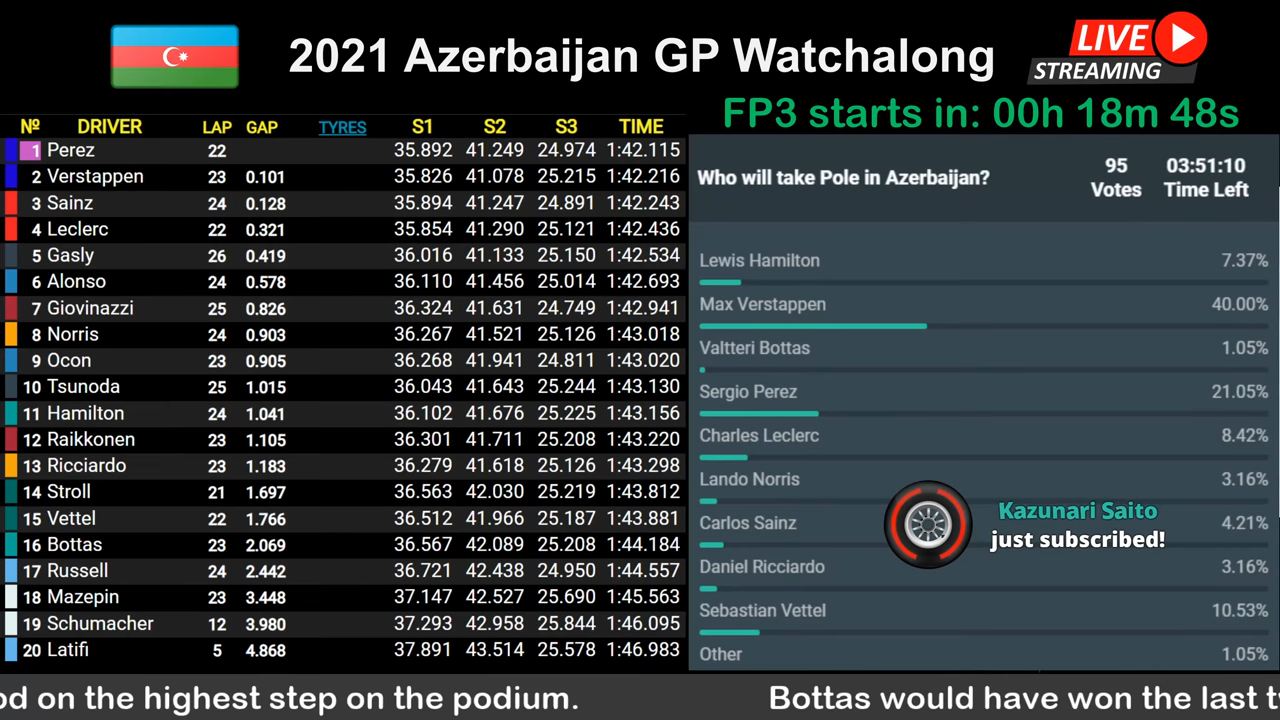 2021 Azerbaijan GP Watchalong
LIVE
STREAMING
FP3 starts in: 00h 18m 48s
Nº DRIVER LAP GAP TYRES S1 S2 S3 TIME
1 Perez 22 35.892 41.249 24.974 1:42.115
2 Verstappen 23 0.101 35.826 41.078 25.215 1:42.216
3 Sainz 24 0.128 35.894 41.247 24.891 1:42.243
4 Leclerc 22 0.321 35.854 41.290 25.121 1:42.436
5 Gasly 26 0.419 36.016 41.133 25.150 1:42.534
6 Alonso 24 0.578 36.110 41.456 25.014 1:42.693
7 Giovinazzi 25 0.826 36.324 41.631 24.749 1:42.941
8 Norris 24 0.903 36.267 41.521 25.126 1:43.018
9 Ocon 23 0.905 36.268 41.941 24.811 1:43.020
10 Tsunoda 25 1.015 36.043 41.643 25.244 1:43.130
11 Hamilton 24 1.041 36.102 41.676 25.225 1:43.156
12 Raikkonen 23 1.105 36.301 41.711 25.208 1:43.220
13 Ricciardo 23 1.183 36.279 41.618 25.126 1:43.298
14 Stroll 21 1.697 36.563 42.030 25.219 1:43.812
15 Vettel 22 1.766 36.512 41.966 25.187 1:43.881
16 Bottas 23 2.069 36.567 42.089 25.208 1:44.184
17 Russell 24 2.442 36.721 42.438 24.950 1:44.557
18 Mazepin 23 3.448 37.147 42.527 25.690 1:45.563
19 Schumacher 12 3.980 37.293 42.958 25.844 1:46.095
20 Latifi 5 4.868 37.891 43.514 25.578 1:46.983
Who will take Pole in Azerbaijan?
95 Votes
03:51:10 Time Left
Lewis Hamilton 7.37%
Max Verstappen 40.00%
Valtteri Bottas 1.05%
Sergio Perez 21.05%
Charles Leclerc 8.42%
Lando Norris 3.16%
Carlos Sainz 4.21%
Daniel Ricciardo 3.16%
Sebastian Vettel 10.53%
Other 1.05%
Kazunari Saito
just subscribed!
od on the highest step on the podium. Bottas would have won the last t